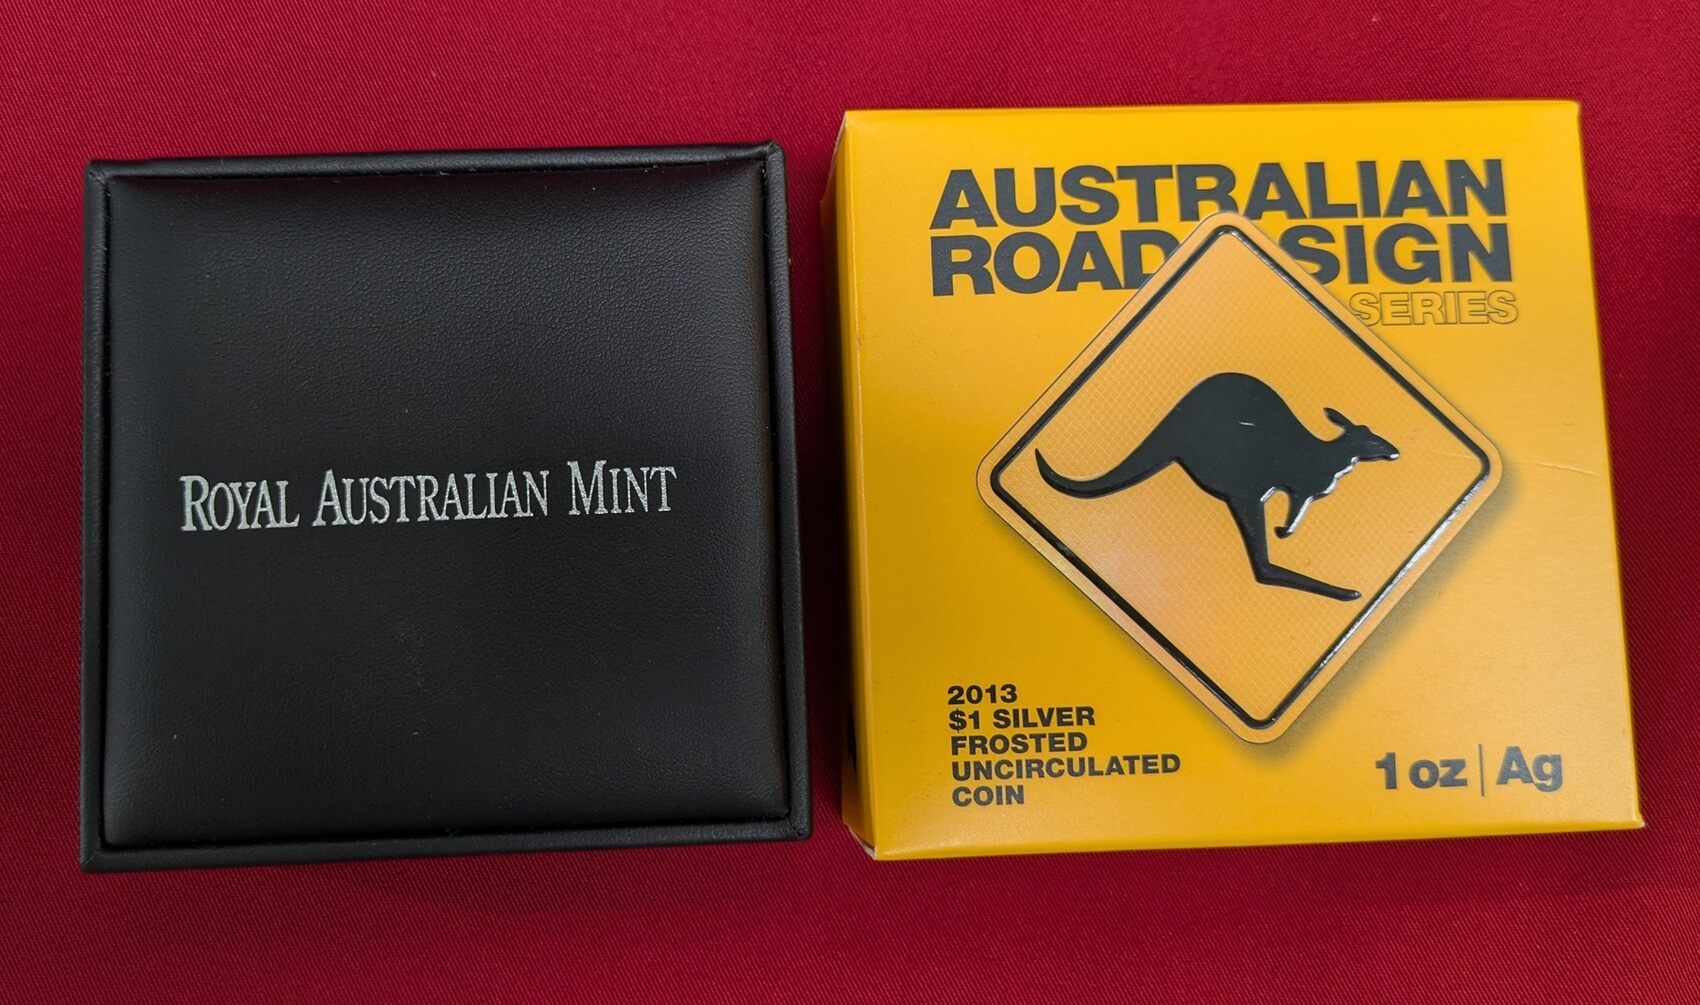 ROYAL AUSTRALIAN MINT
AUSTRALIAN
ROAD SIGN
SERIES
2013
$1 SILVER
FROSTED
UNCIRCULATED
COIN
1 oz | Ag